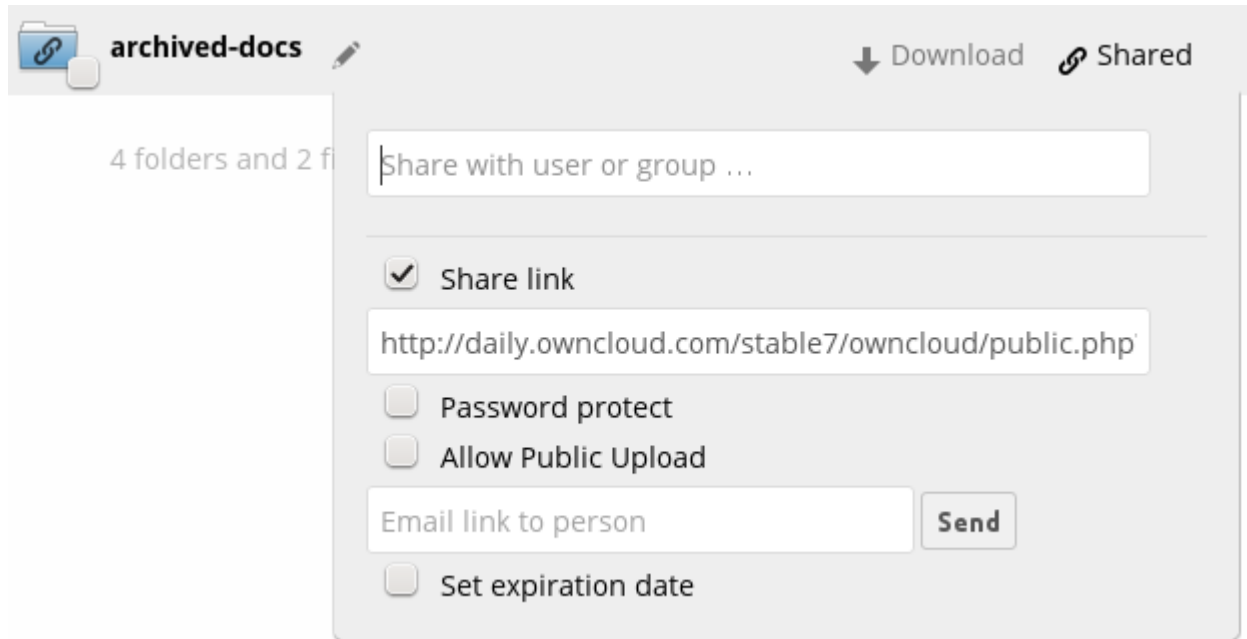 archived-docs
Download
Shared
4 folders and 2
Share with user or group ...
Share link
http://daily.owncloud.com/stable7/owncloud/public.php
Password protect
Allow Public Upload
Email link to person
Send
Set expiration date